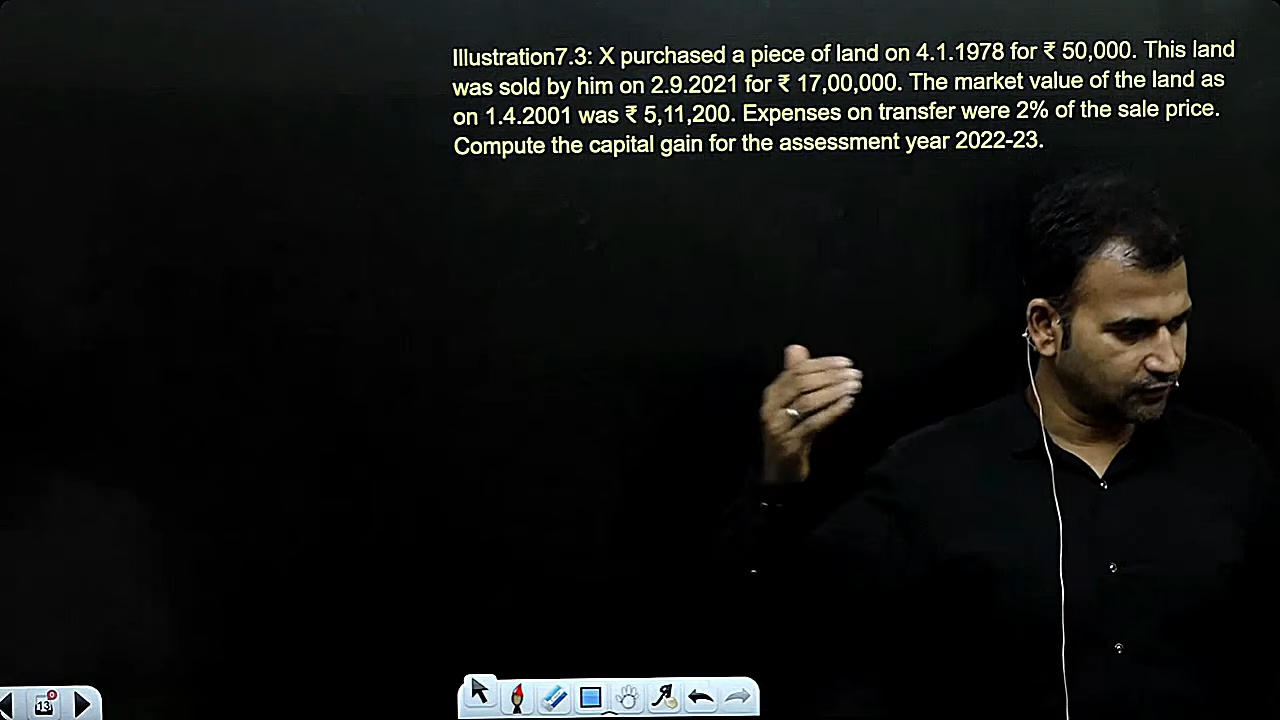 Illustration7.3: X purchased a piece of land on 4.1.1978 for ₹ 50,000. This land
was sold by him on 2.9.2021 for ₹ 17,00,000. The market value of the land as
on 1.4.2001 was ₹ 5,11,200. Expenses on transfer were 2% of the sale price.
Compute the capital gain for the assessment year 2022-23.
13
0